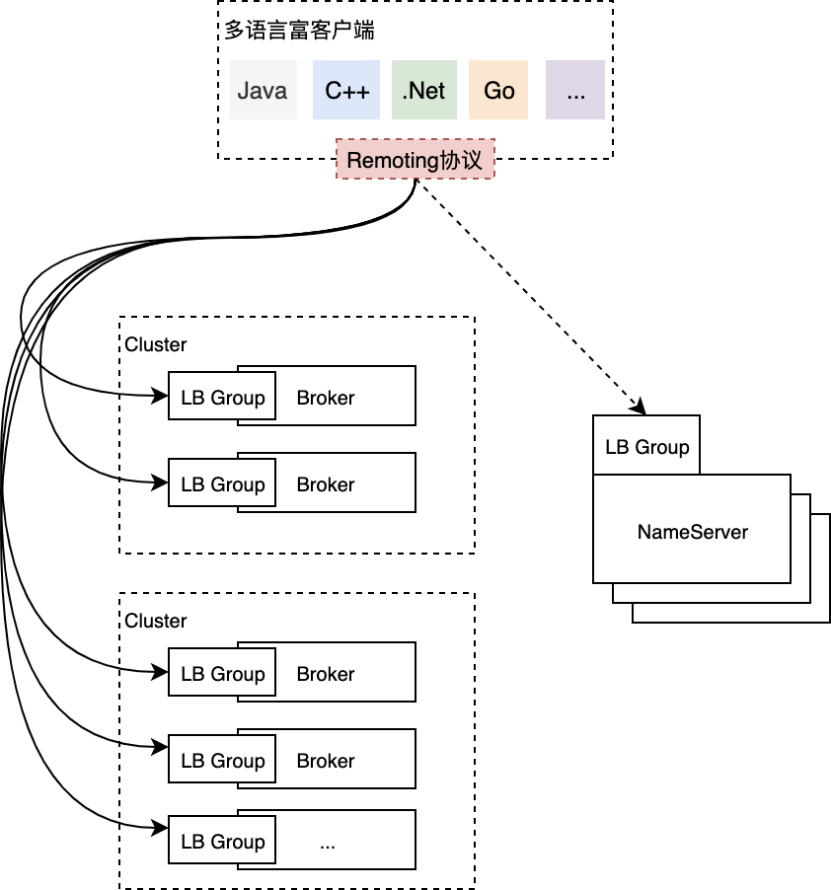 多语言富客户端
Java C++ .Net Go ...
Remoting协议
Cluster
LB Group Broker
LB Group Broker
LB Group
NameServer
Cluster
LB Group Broker
LB Group Broker
LB Group ...